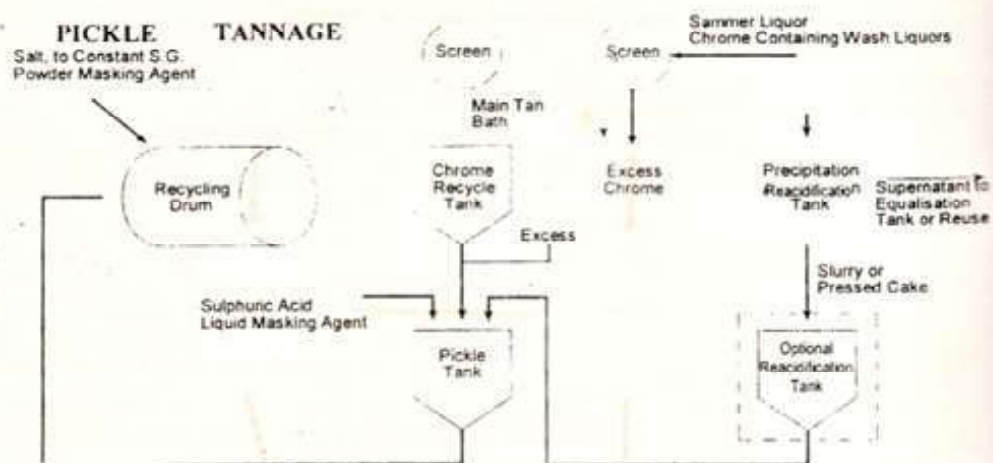 PICKLE TANNAGE
Salt, to Constant S.G.
Powder Masking Agent
Screen
Screen
Sammer Liquor
Chrome Containing Wash Liquors
Main Tan
Bath
Recycling
Drum
Chrome
Recycle
Tank
Excess
Chrome
Precipitation
Reacidification
Tank
Supernatant to
Equalisation
Tank or Reuse
Excess
Slurry or
Pressed Cake
Sulphuric Acid
Liquid Masking Agent
Pickle
Tank
Optional
Reacidification
Tank